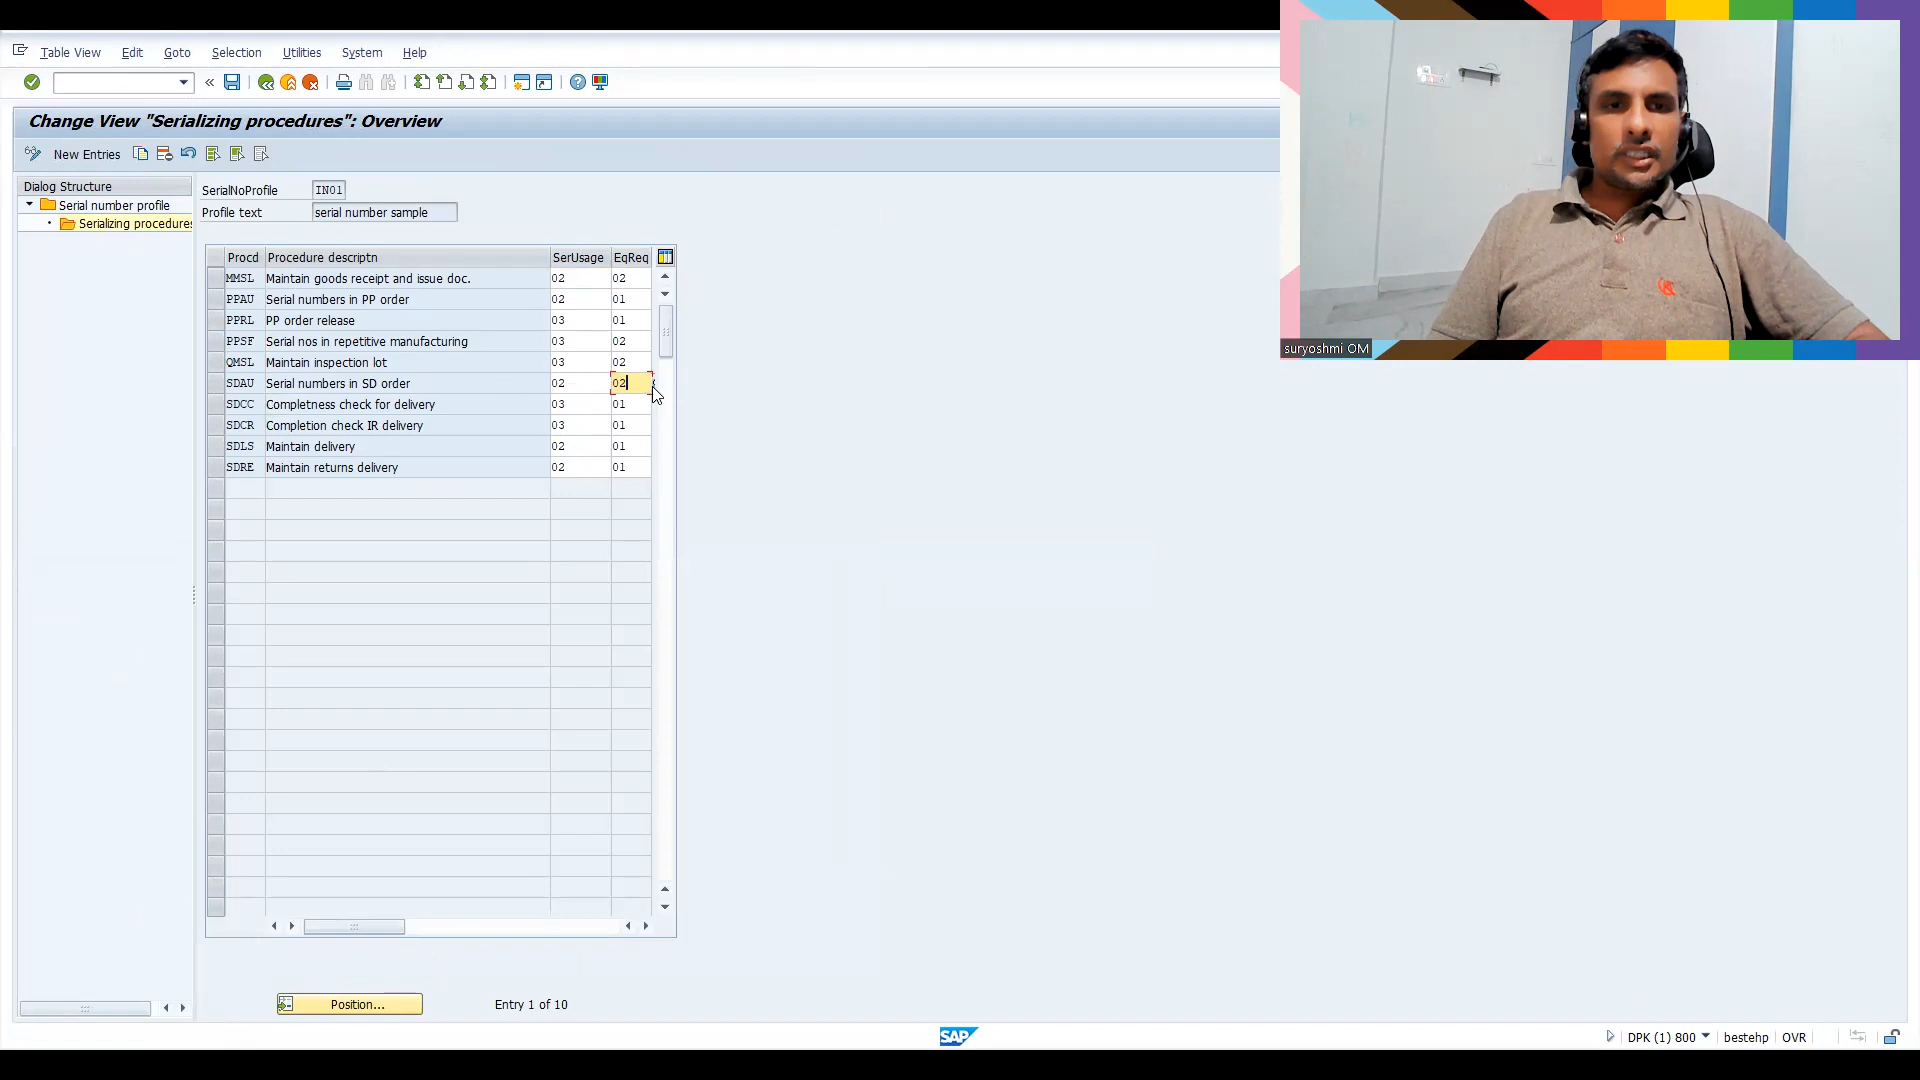 Table View Edit Goto Selection Utilities System Help
Change View "Serializing procedures": Overview
New Entries
Dialog Structure
Serial number profile
Serializing procedures
SerialNoProfile IN01
Profile text serial number sample
Procd Procedure descriptn SerUsage EqReq
MMSL Maintain goods receipt and issue doc. 02 02
PPAU Serial numbers in PP order 02 01
PPRL PP order release 03 01
PPSF Serial nos in repetitive manufacturing 03 02
QMSL Maintain inspection lot 03 02
SDAU Serial numbers in SD order 02 02
SDCC Completness check for delivery 03 01
SDCR Completion check IR delivery 03 01
SDLS Maintain delivery 02 01
SDRE Maintain returns delivery 02 01
Position... Entry 1 of 10
SAP
DPK (1) 800 bestehp OVR
suryoshmi OM